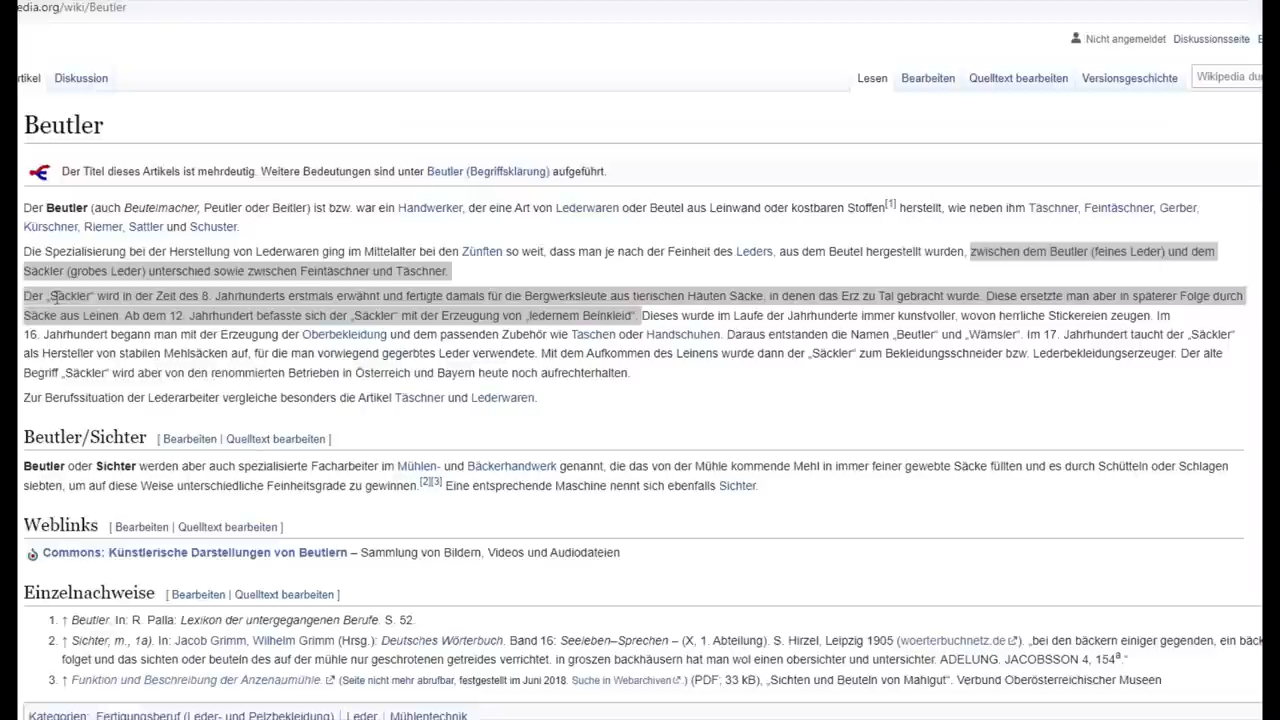 edia.org/wiki/Beutler
Nicht angemeldet Diskussionsseite
rtikel Diskussion Lesen Bearbeiten Quelltext bearbeiten Versionsgeschichte Wikipedia du
Beutler
Der Titel dieses Artikels ist mehrdeutig. Weitere Bedeutungen sind unter Beutler (Begriffsklärung) aufgeführt.
Der Beutler (auch Beutelmacher, Peutler oder Beitler) ist bzw. war ein Handwerker, der eine Art von Lederwaren oder Beutel aus Leinwand oder kostbaren Stoffen[1] herstellt, wie neben ihm Täschner, Feintäschner, Gerber,
Kürschner, Riemer, Sattler und Schuster.
Die Spezialisierung bei der Herstellung von Lederwaren ging im Mittelalter bei den Zünften so weit, dass man je nach der Feinheit des Leders, aus dem Beutel hergestellt wurden, zwischen dem Beutler (feines Leder) und dem
Säckler (grobes Leder) unterschied sowie zwischen Feintäschner und Täschner.
Der „Säckler“ wird in der Zeit des 8. Jahrhunderts erstmals erwähnt und fertigte damals für die Bergwerksleute aus tierischen Häuten Säcke, in denen das Erz zu Tal gebracht wurde. Diese ersetzte man aber in späterer Folge durch
Säcke aus Leinen. Ab dem 12. Jahrhundert befasste sich der „Säckler“ mit der Erzeugung von „ledernem Beinkleid“. Dieses wurde im Laufe der Jahrhunderte immer kunstvoller, wovon herrliche Stickereien zeugen. Im
16. Jahrhundert begann man mit der Erzeugung der Oberbekleidung und dem passenden Zubehör wie Taschen oder Handschuhen. Daraus entstanden die Namen „Beutler“ und „Wämsler“. Im 17. Jahrhundert taucht der „Säckler“
als Hersteller von stabilen Mehlsäcken auf, für die man vorwiegend gegerbtes Leder verwendete. Mit dem Aufkommen des Leinens wurde dann der „Säckler“ zum Bekleidungsschneider bzw. Lederbekleidungserzeuger. Der alte
Begriff „Säckler“ wird aber von den renommierten Betrieben in Österreich und Bayern heute noch aufrechterhalten.
Zur Berufssituation der Lederarbeiter vergleiche besonders die Artikel Täschner und Lederwaren.
Beutler/Sichter [ Bearbeiten | Quelltext bearbeiten ]
Beutler oder Sichter werden aber auch spezialisierte Facharbeiter im Mühlen- und Bäckerhandwerk genannt, die das von der Mühle kommende Mehl in immer feiner gewebte Säcke füllten und es durch Schütteln oder Schlagen
siebten, um auf diese Weise unterschiedliche Feinheitsgrade zu gewinnen.[2][3] Eine entsprechende Maschine nennt sich ebenfalls Sichter.
Weblinks [ Bearbeiten | Quelltext bearbeiten ]
Commons: Künstlerische Darstellungen von Beutlern – Sammlung von Bildern, Videos und Audiodateien
Einzelnachweise [ Bearbeiten | Quelltext bearbeiten ]
1. ↑ Beutler. In: R. Palla: Lexikon der untergegangenen Berufe. S. 52.
2. ↑ Sichter, m., 1a). In: Jacob Grimm, Wilhelm Grimm (Hrsg.): Deutsches Wörterbuch. Band 16: Seeleben–Sprechen – (X, 1. Abteilung). S. Hirzel, Leipzig 1905 (woerterbuchnetz.de). „bei den bäckern einiger gegenden, ein bäck
folget und das sichten oder beuteln des auf der mühle nur geschrotenen getreides verrichtet. in groszen backhäusern hat man wol einen obersichter und untersichter. ADELUNG. JACOBSSON 4, 154a.“
3. ↑ Funktion und Beschreibung der Anzenaumühle. (Seite nicht mehr abrufbar, festgestellt im Juni 2018. Suche in Webarchiven.) (PDF; 33 kB), „Sichten und Beuteln von Mahlgut“. Verbund Oberösterreichischer Museen
Kategorien: Fertigungsberuf (Leder- und Pelzbekleidung) | Leder | Mühlentechnik